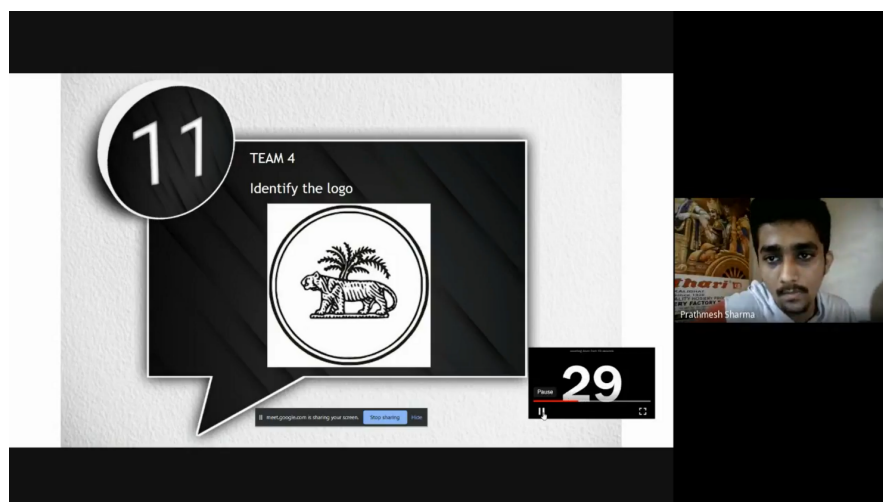 11
TEAM 4
Identify the logo
Pause
29
meet.google.com is sharing your screen.
Stop sharing
Hide
thari
Prathmesh Sharma